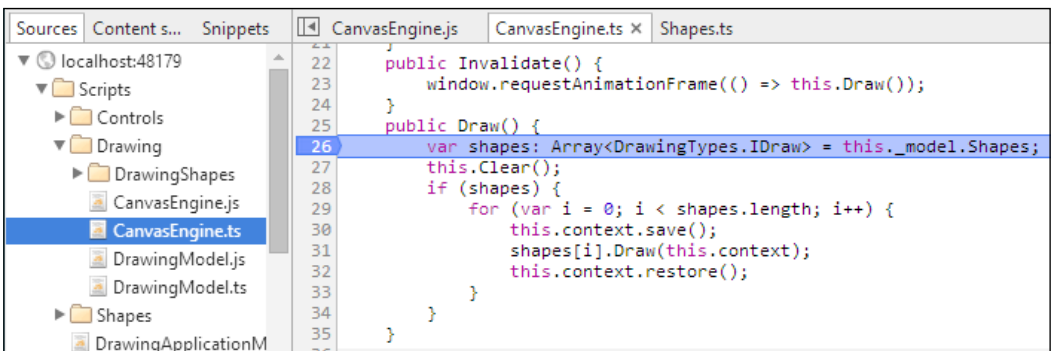 Sources Content s... Snippets
localhost:48179
Scripts
Controls
Drawing
DrawingShapes
CanvasEngine.js
CanvasEngine.ts
DrawingModel.js
DrawingModel.ts
Shapes
DrawingApplicationM
CanvasEngine.js CanvasEngine.ts × Shapes.ts
21 }
22 public Invalidate() {
23 window.requestAnimationFrame(() => this.Draw());
24 }
25 public Draw() {
26 var shapes: Array<DrawingTypes.IDraw> = this._model.Shapes;
27 this.Clear();
28 if (shapes) {
29 for (var i = 0; i < shapes.length; i++) {
30 this.context.save();
31 shapes[i].Draw(this.context);
32 this.context.restore();
33 }
34 }
35 }